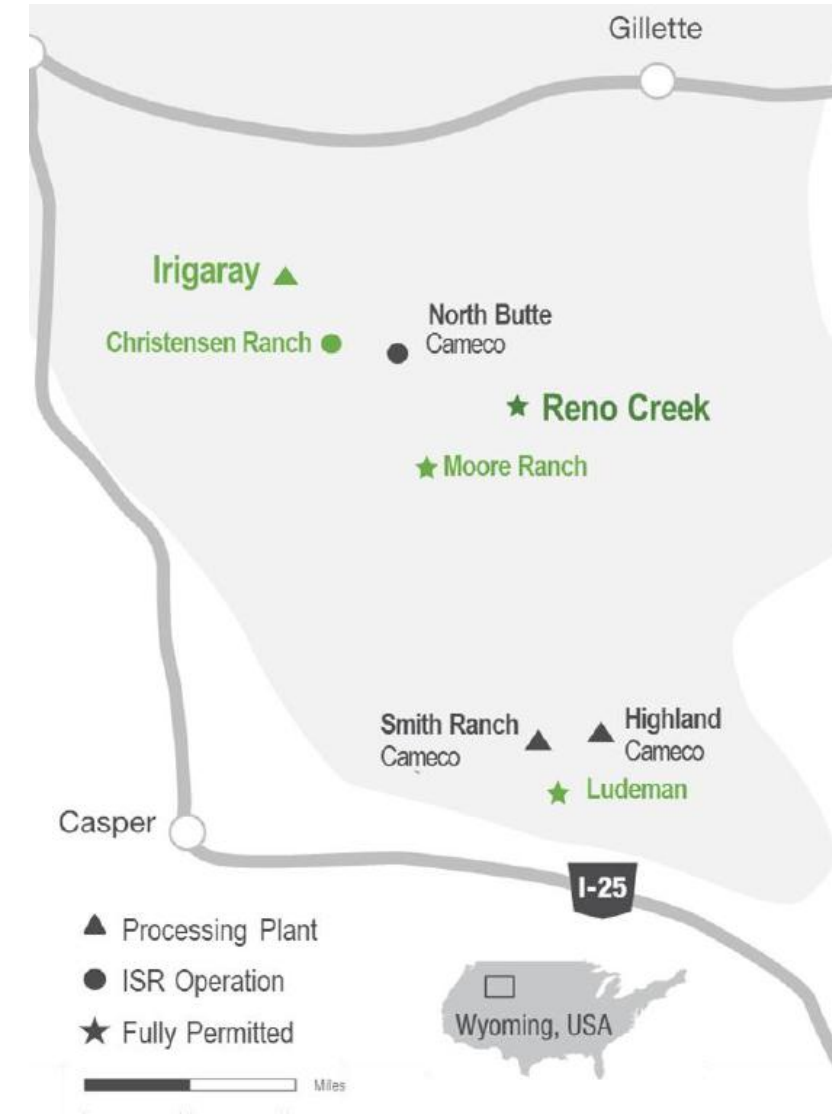 Gillette
Irigaray
North Butte
Cameco
Christensen Ranch
Reno Creek
Moore Ranch
Smith Ranch
Cameco
Highland
Cameco
Ludeman
Casper
I-25
Processing Plant
ISR Operation
Fully Permitted
Wyoming, USA
Miles